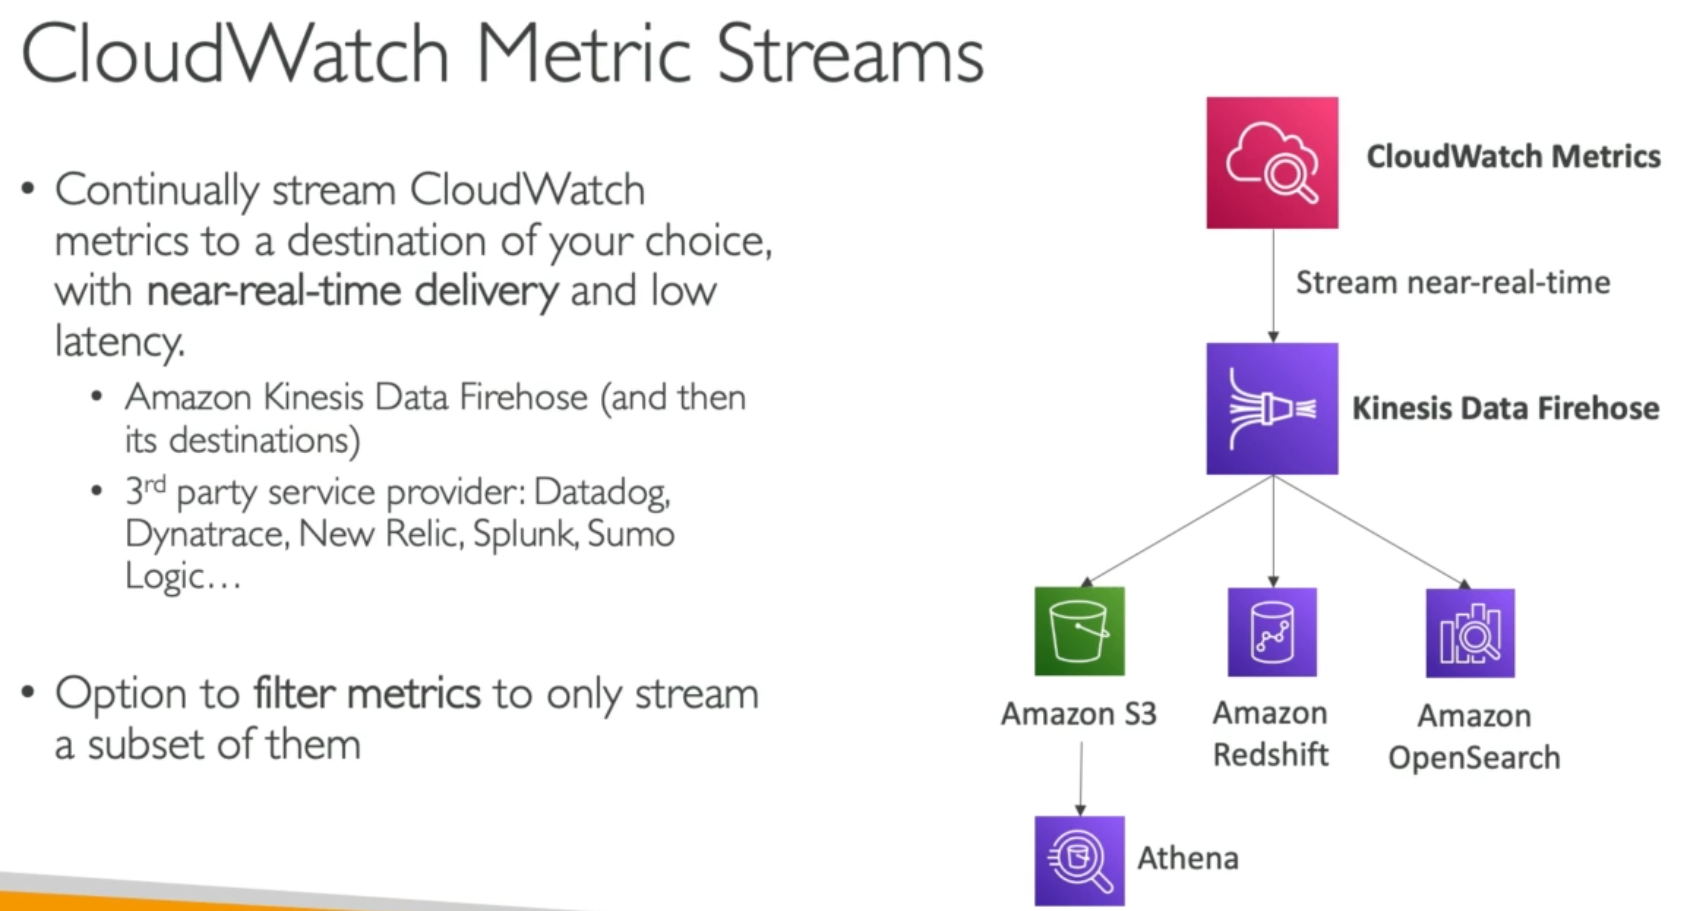 CloudWatch Metric Streams
• Continually stream CloudWatch
metrics to a destination of your choice,
with near-real-time delivery and low
latency.
• Amazon Kinesis Data Firehose (and then
its destinations)
• 3rd party service provider: Datadog,
Dynatrace, New Relic, Splunk, Sumo
Logic…
• Option to filter metrics to only stream
a subset of them
CloudWatch Metrics
Stream near-real-time
Kinesis Data Firehose
Amazon S3
Amazon
Redshift
Amazon
OpenSearch
Athena